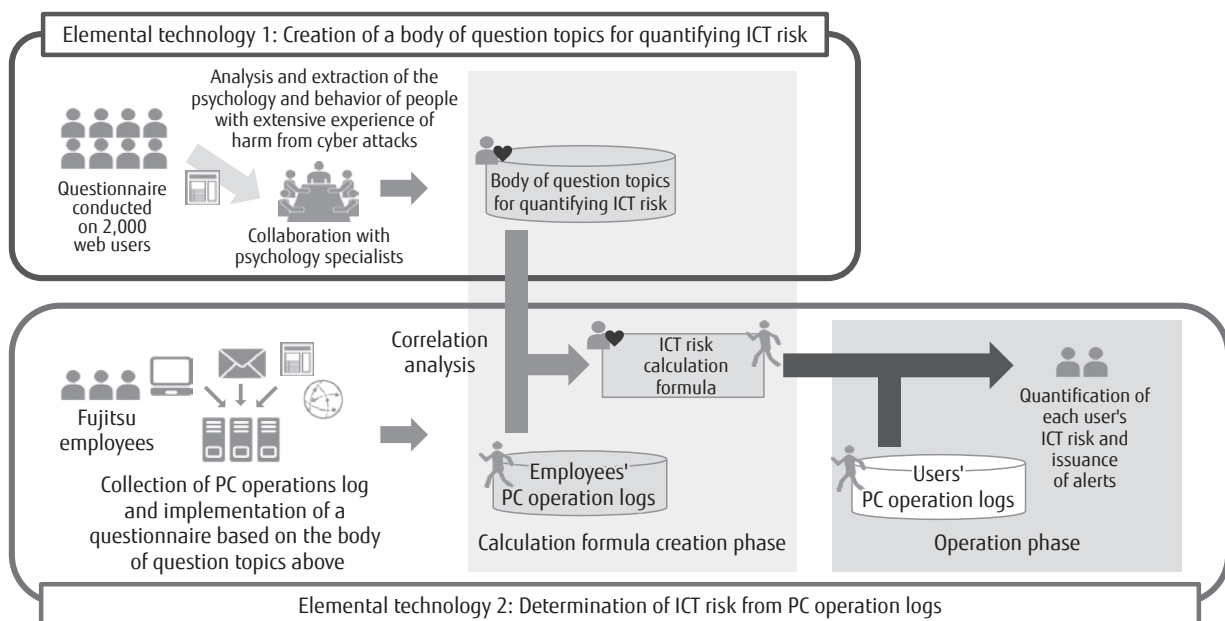 Elemental technology 1: Creation of a body of question topics for quantifying ICT risk
Analysis and extraction of the
psychology and behavior of people
with extensive experience of
harm from cyber attacks
Questionnaire
conducted
on 2,000
web users
Collaboration with
psychology specialists
Body of question topics
for quantifying ICT risk
Correlation
analysis
ICT risk
calculation
formula
Fujitsu
employees
Collection of PC operations log
and implementation of a
questionnaire based on the body
of question topics above
Employees'
PC operation logs
Calculation formula creation phase
Users'
PC operation logs
Quantification of
each user's
ICT risk and
issuance
of alerts
Operation phase
Elemental technology 2: Determination of ICT risk from PC operation logs